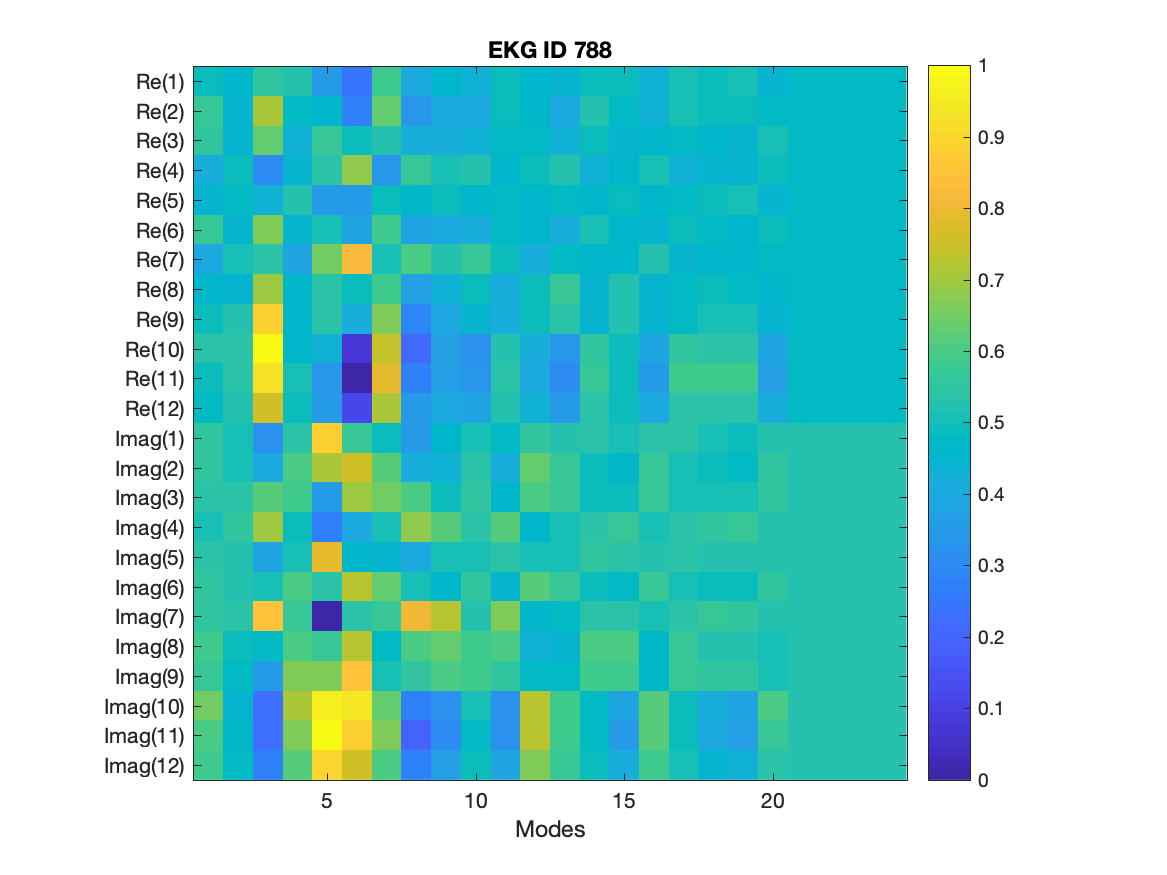 EKG ID 788
Re(1)
Re(2)
Re(3)
Re(4)
Re(5)
Re(6)
Re(7)
Re(8)
Re(9)
Re(10)
Re(11)
Re(12)
Imag(1)
Imag(2)
Imag(3)
Imag(4)
Imag(5)
Imag(6)
Imag(7)
Imag(8)
Imag(9)
Imag(10)
Imag(11)
Imag(12)
5 10 15 20
Modes
1
0.9
0.8
0.7
0.6
0.5
0.4
0.3
0.2
0.1
0